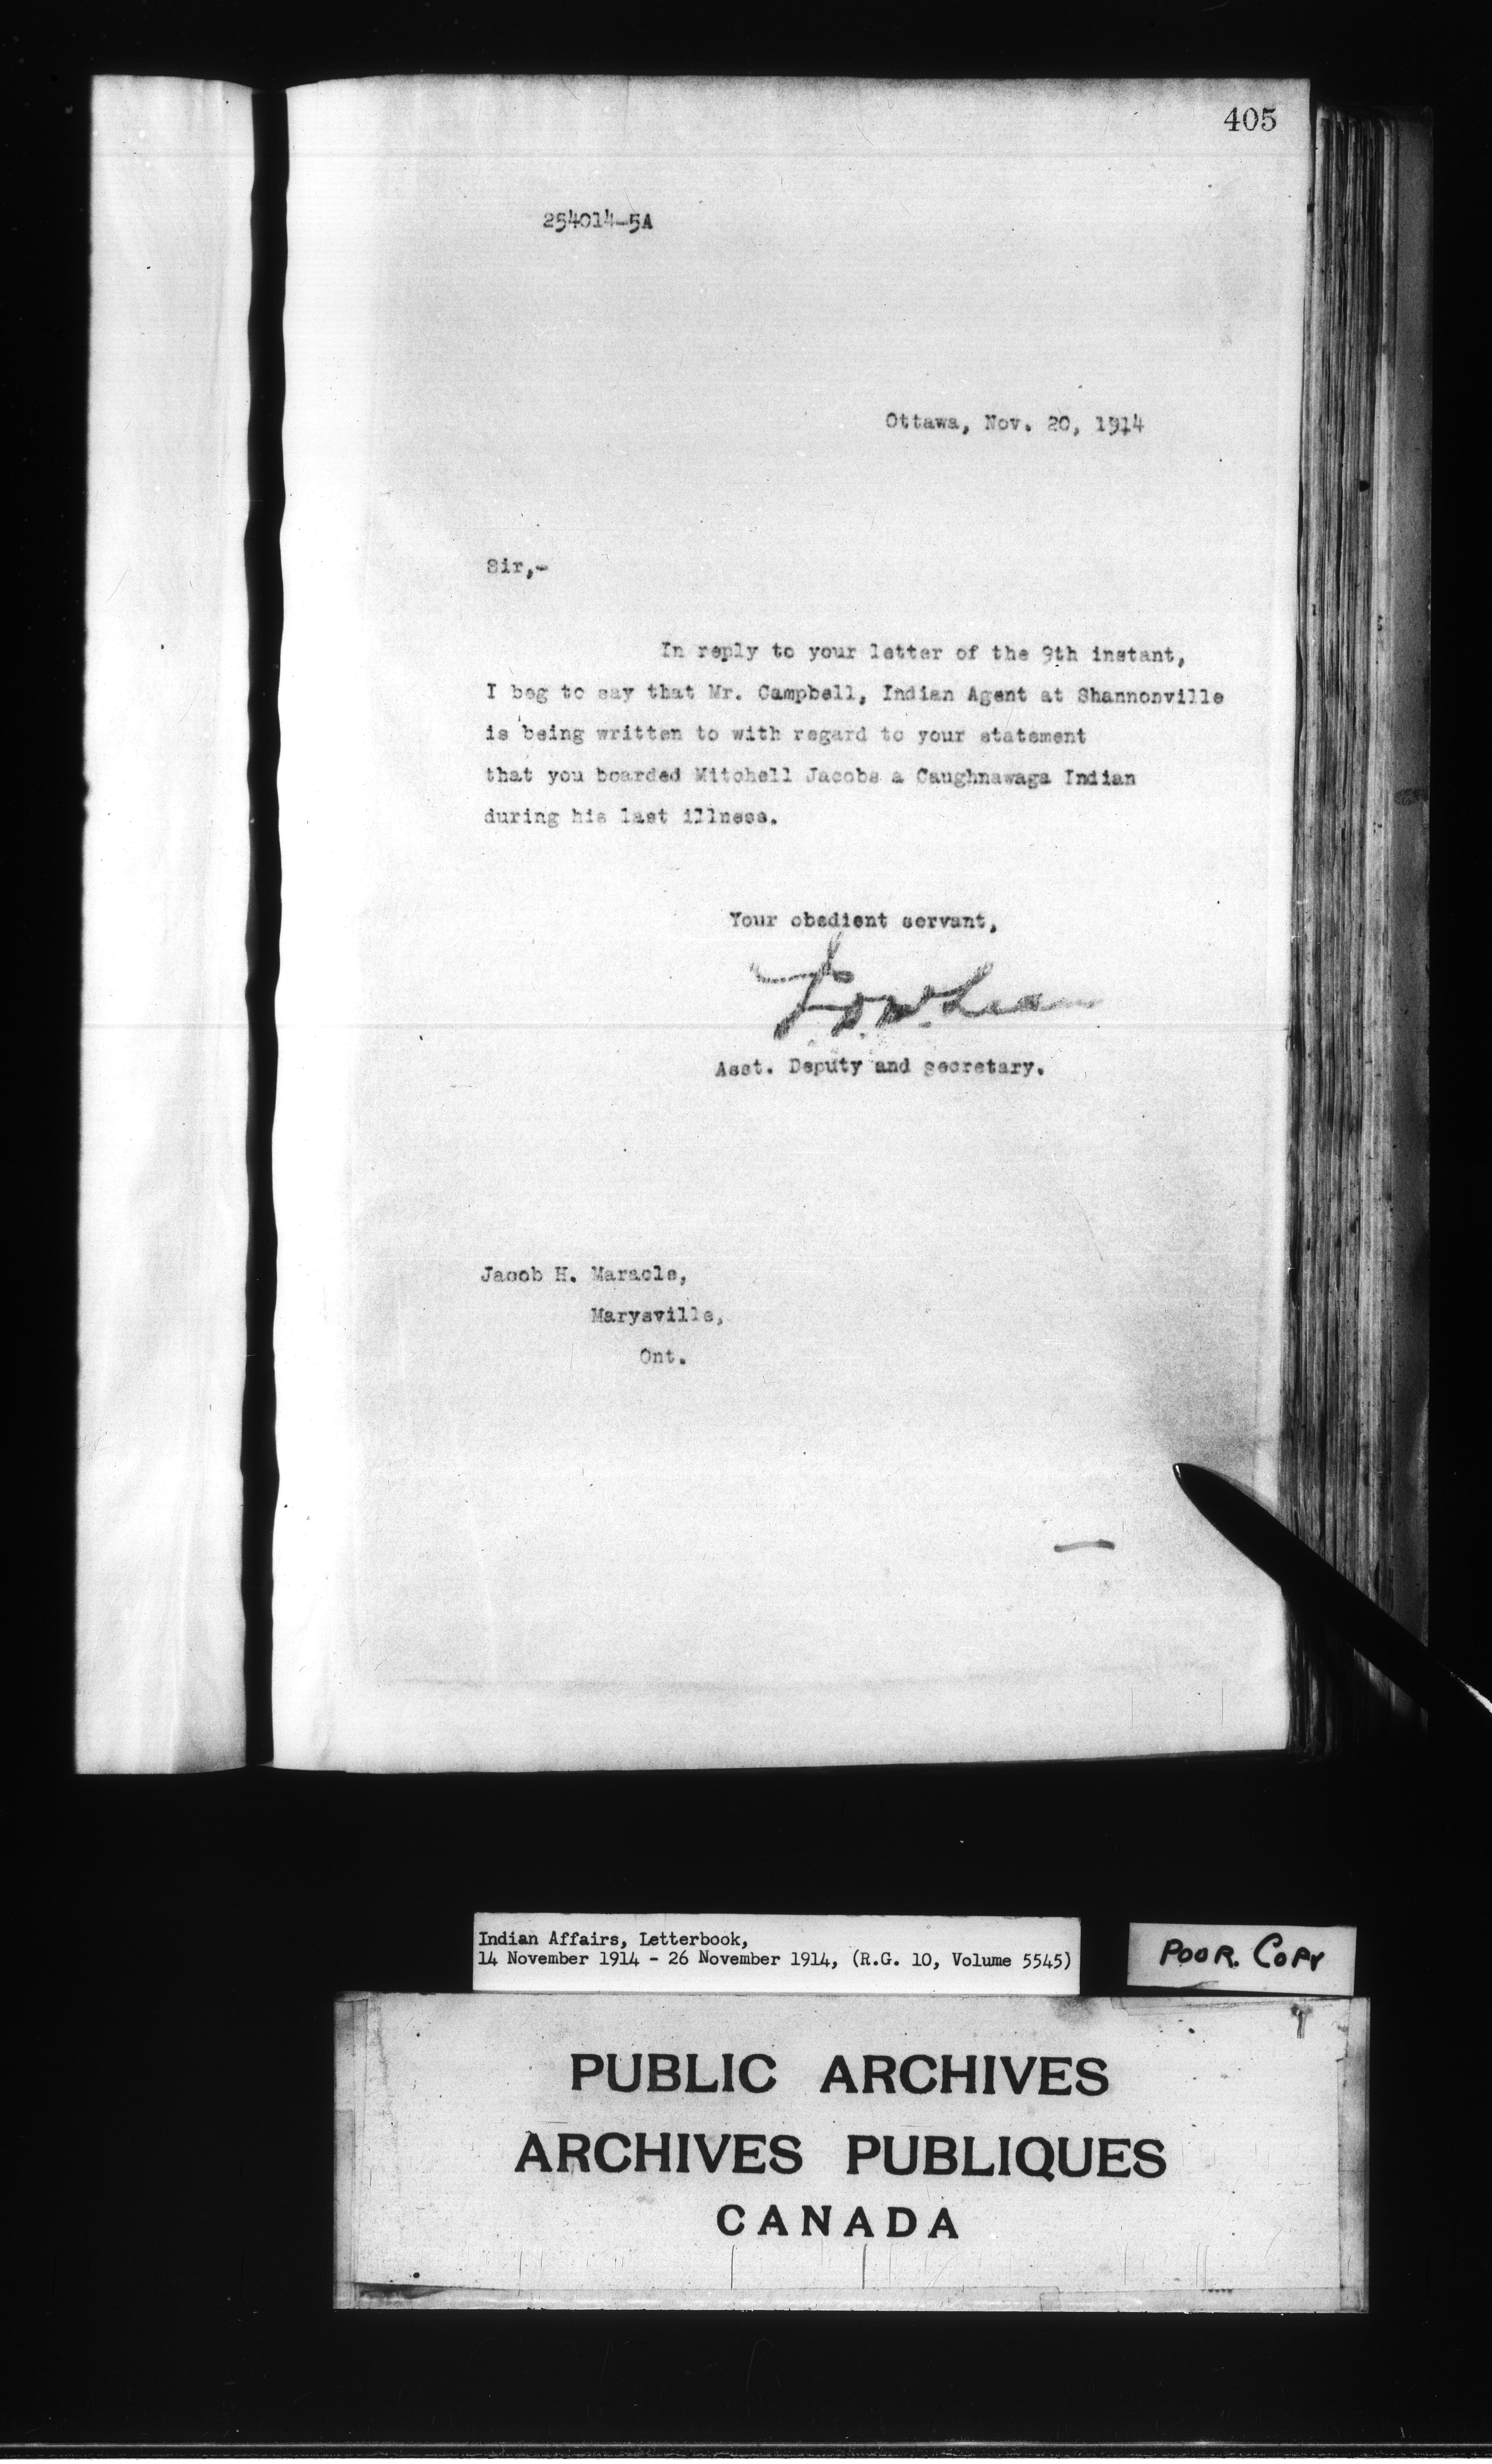 405
254014-5A
Ottawa, Nov. 20, 1914
Sir,-
In reply to your letter of the 9th instant,
I beg to say that Mr. Campbell, Indian Agent at Shannonville
is being written to with regard to your statement
that you boarded Mitchell Jacobs a Caughnawaga Indian
during his last illness.
Your obedient servant,
Asst. Deputy and secretary.
Jacob H. Maracle,
Marysville,
Ont.
Indian Affairs, Letterbook,
14 November 1914 - 26 November 1914, (R.G. 10, Volume 5545)
POOR. COPY
PUBLIC ARCHIVES
ARCHIVES PUBLIQUES
CANADA